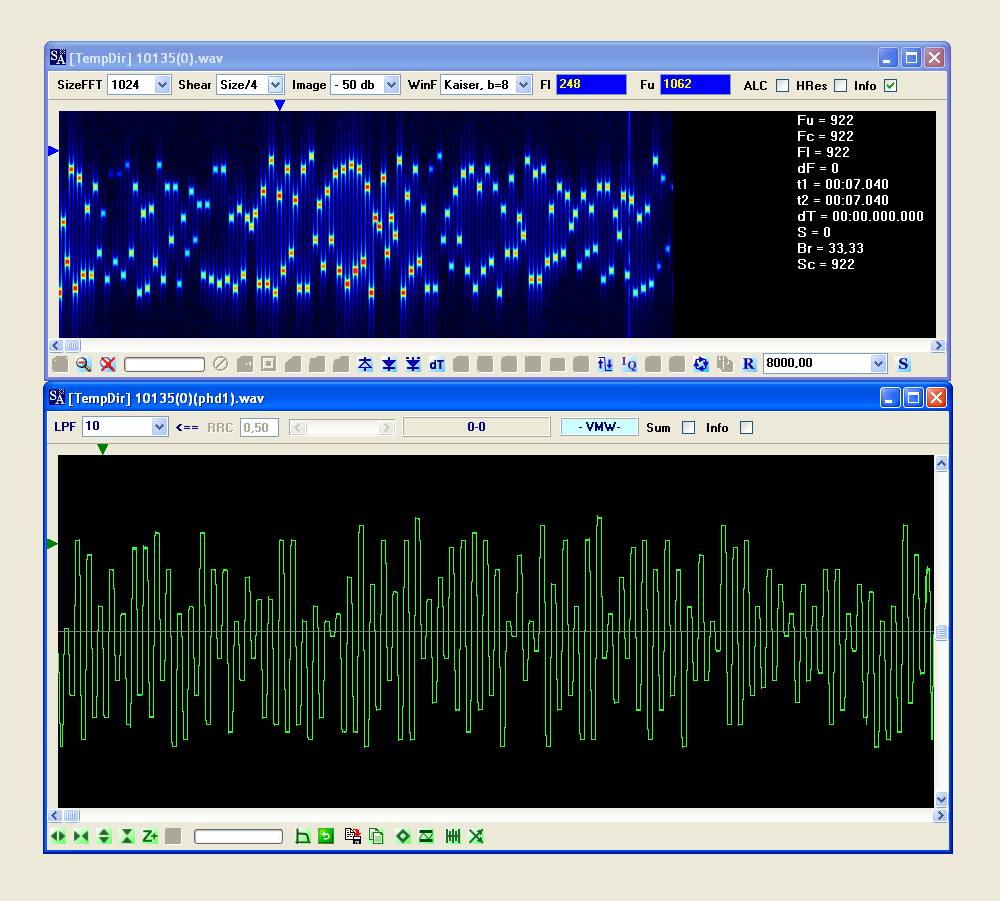 SA [TempDir] 10135(0).wav
SizeFFT 1024 Shear Size/4 Image - 50 db WinF Kaiser, b=8 Fl 248 Fu 1062 ALC HRes Info
Fu = 922
Fc = 922
Fl = 922
dF = 0
t1 = 00:07.040
t2 = 00:07.040
dT = 00:00.000.000
S = 0
Br = 33,33
Sc = 922
dT IQ R 8000,00 S
SA [TempDir] 10135(0)(phd1).wav
LPF 10 <== RRC 0,50 0-0 - VMW- Sum Info
Z+